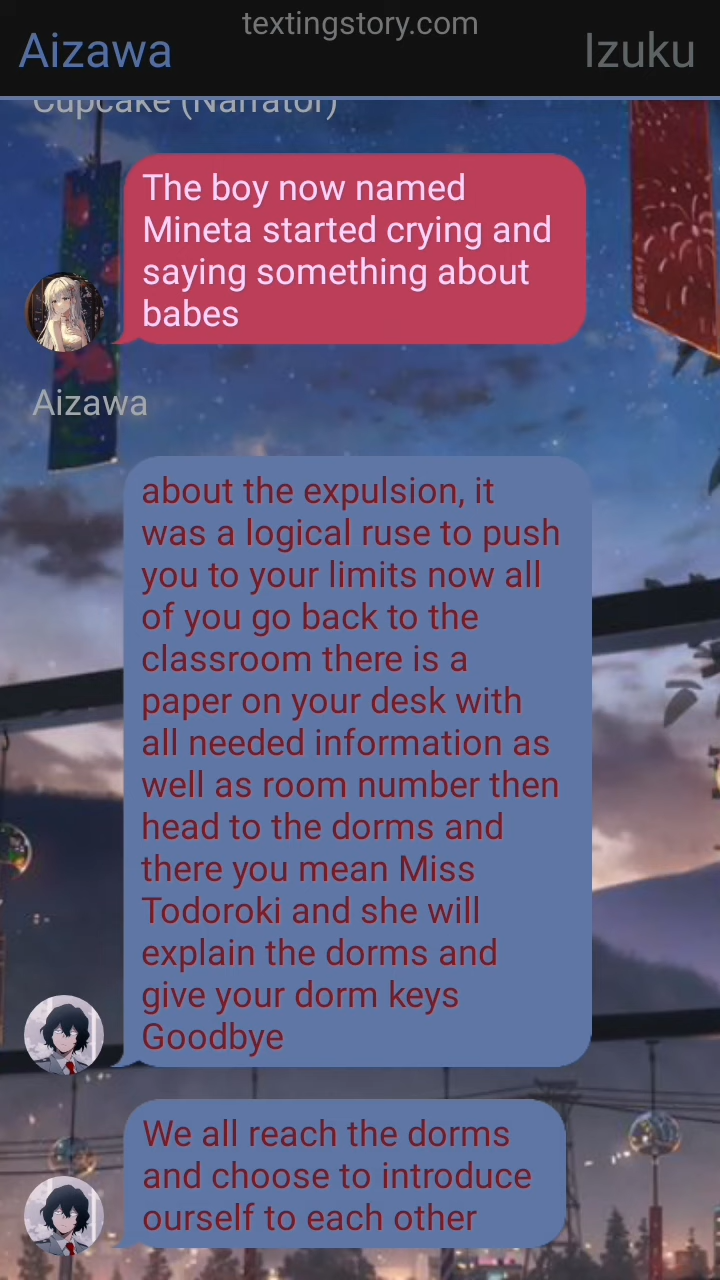 textingstory.com
Aizawa
Izuku
Cupcake (Narrator)
The boy now named
Mineta started crying and
saying something about
babes
Aizawa
about the expulsion, it
was a logical ruse to push
you to your limits now all
of you go back to the
classroom there is a
paper on your desk with
all needed information as
well as room number then
head to the dorms and
there you mean Miss
Todoroki and she will
explain the dorms and
give your dorm keys
Goodbye
We all reach the dorms
and choose to introduce
ourself to each other